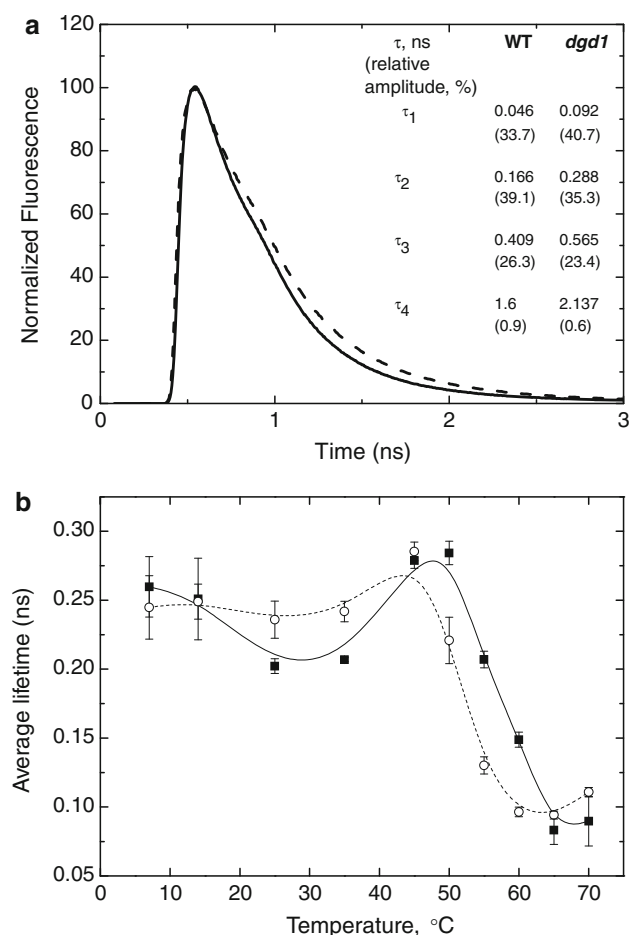 a
τ, ns WT dgd1
(relative
amplitude, %)
τ1 0.046 0.092
(33.7) (40.7)
τ2 0.166 0.288
(39.1) (35.3)
τ3 0.409 0.565
(26.3) (23.4)
τ4 1.6 2.137
(0.9) (0.6)
120
100
80
60
40
20
0
Normalized Fluorescence
0 1 2 3
Time (ns)
b
0.30
0.25
0.20
0.15
0.10
0.05
Average lifetime (ns)
0 10 20 30 40 50 60 70
Temperature, °C